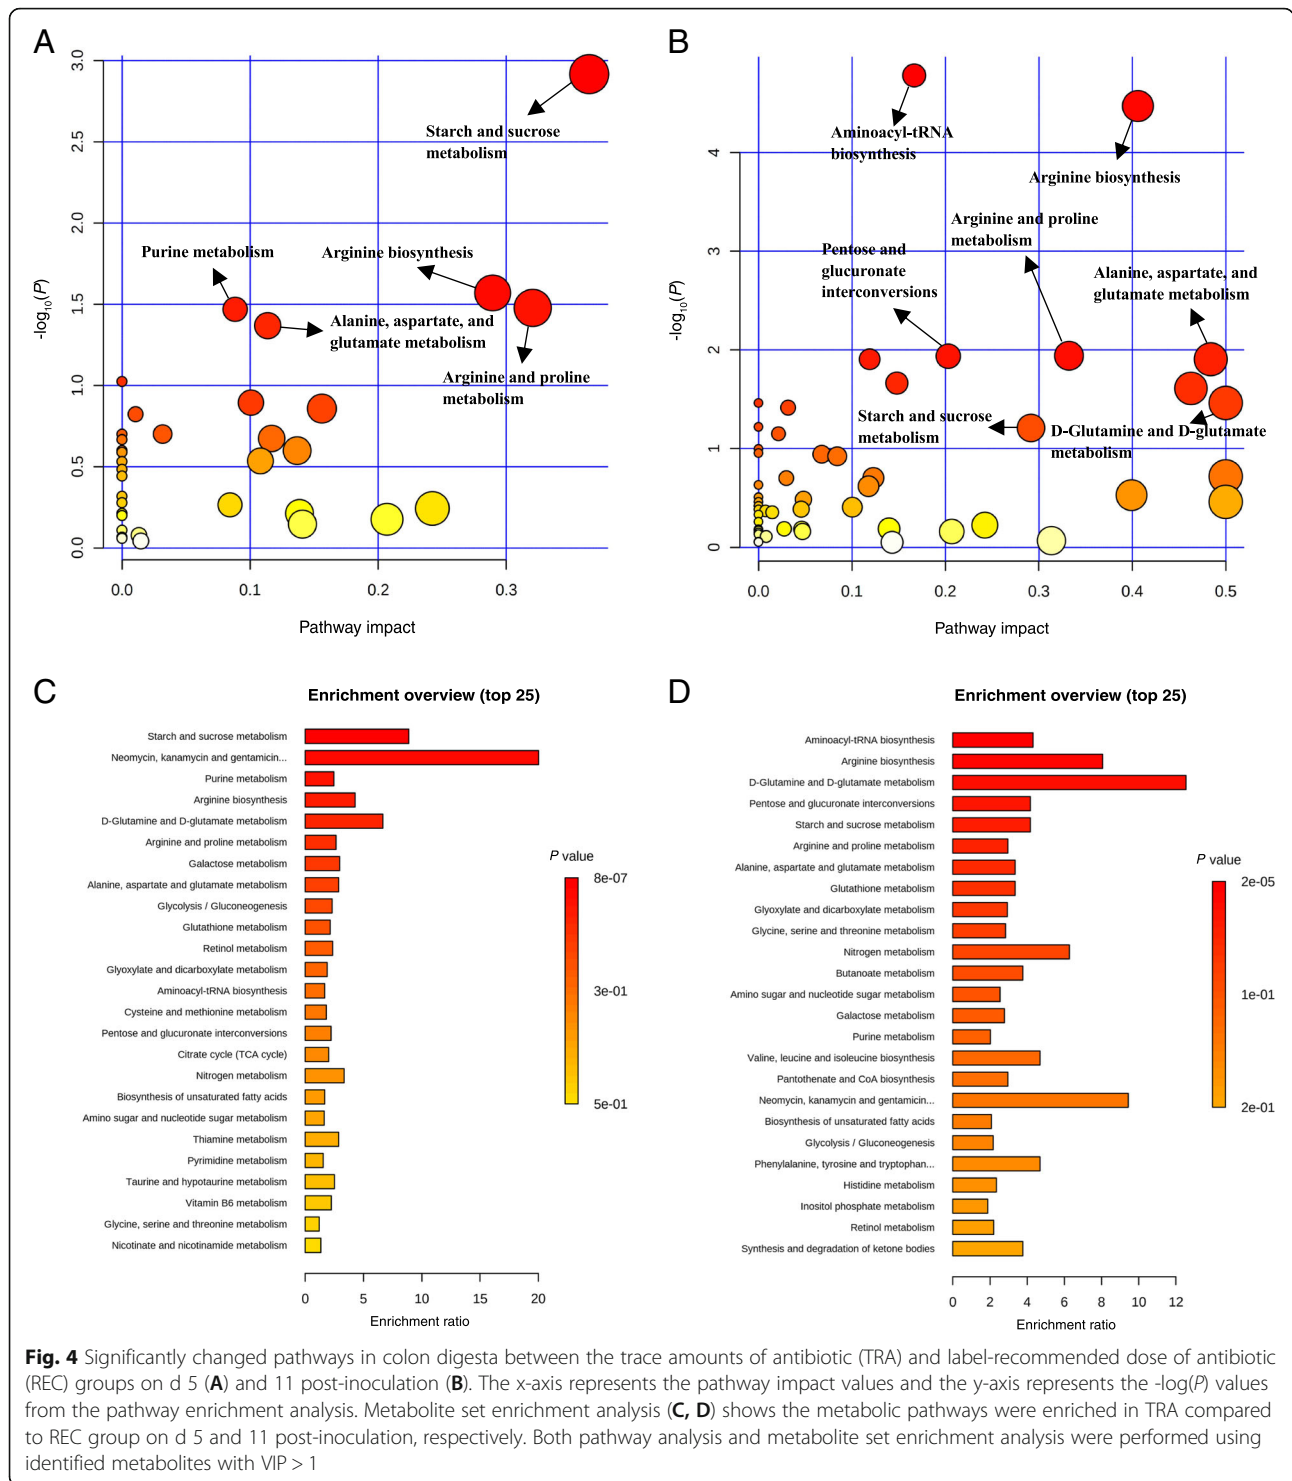 A
B
3.0
2.5
2.0
1.5
1.0
0.5
0.0
-log10(P)
Starch and sucrose
metabolism
Purine metabolism
Arginine biosynthesis
Alanine, aspartate, and
glutamate metabolism
Arginine and proline
metabolism
0.0 0.1 0.2 0.3
Pathway impact
4
3
2
1
0
-log10(P)
Aminoacyl-tRNA
biosynthesis
Arginine biosynthesis
Arginine and proline
metabolism
Pentose and
glucuronate
interconversions
Alanine, aspartate, and
glutamate metabolism
Starch and sucrose
metabolism
D-Glutamine and D-glutamate
metabolism
0.0 0.1 0.2 0.3 0.4 0.5
Pathway impact
C
Enrichment overview (top 25)
Starch and sucrose metabolism
Neomycin, kanamycin and gentamicin...
Purine metabolism
Arginine biosynthesis
D-Glutamine and D-glutamate metabolism
Arginine and proline metabolism
Galactose metabolism
Alanine, aspartate and glutamate metabolism
Glycolysis / Gluconeogenesis
Glutathione metabolism
Retinol metabolism
Glyoxylate and dicarboxylate metabolism
Aminoacyl-tRNA biosynthesis
Cysteine and methionine metabolism
Pentose and glucuronate interconversions
Citrate cycle (TCA cycle)
Nitrogen metabolism
Biosynthesis of unsaturated fatty acids
Amino sugar and nucleotide sugar metabolism
Thiamine metabolism
Pyrimidine metabolism
Taurine and hypotaurine metabolism
Vitamin B6 metabolism
Glycine, serine and threonine metabolism
Nicotinate and nicotinamide metabolism
0 5 10 15 20
Enrichment ratio
P value
8e-07
3e-01
5e-01
D
Enrichment overview (top 25)
Aminoacyl-tRNA biosynthesis
Arginine biosynthesis
D-Glutamine and D-glutamate metabolism
Pentose and glucuronate interconversions
Starch and sucrose metabolism
Arginine and proline metabolism
Alanine, aspartate and glutamate metabolism
Glutathione metabolism
Glyoxylate and dicarboxylate metabolism
Glycine, serine and threonine metabolism
Nitrogen metabolism
Butanoate metabolism
Amino sugar and nucleotide sugar metabolism
Galactose metabolism
Purine metabolism
Valine, leucine and isoleucine biosynthesis
Pantothenate and CoA biosynthesis
Neomycin, kanamycin and gentamicin...
Biosynthesis of unsaturated fatty acids
Glycolysis / Gluconeogenesis
Phenylalanine, tyrosine and tryptophan...
Histidine metabolism
Inositol phosphate metabolism
Retinol metabolism
Synthesis and degradation of ketone bodies
0 2 4 6 8 10 12
Enrichment ratio
P value
2e-05
1e-01
2e-01
Fig. 4 Significantly changed pathways in colon digesta between the trace amounts of antibiotic (TRA) and label-recommended dose of antibiotic
(REC) groups on d 5 (A) and 11 post-inoculation (B). The x-axis represents the pathway impact values and the y-axis represents the -log(P) values
from the pathway enrichment analysis. Metabolite set enrichment analysis (C, D) shows the metabolic pathways were enriched in TRA compared
to REC group on d 5 and 11 post-inoculation, respectively. Both pathway analysis and metabolite set enrichment analysis were performed using
identified metabolites with VIP > 1